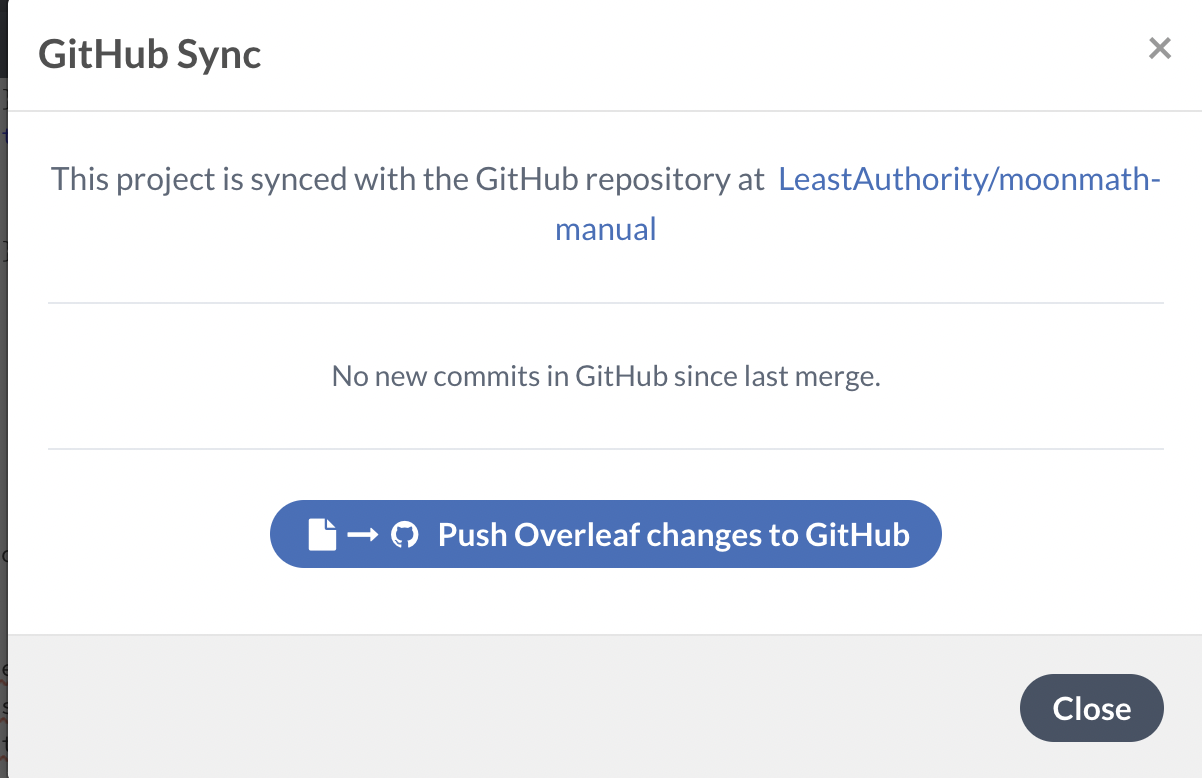 GitHub Sync
This project is synced with the GitHub repository at LeastAuthority/moonmath-
manual
No new commits in GitHub since last merge.
Push Overleaf changes to GitHub
Close